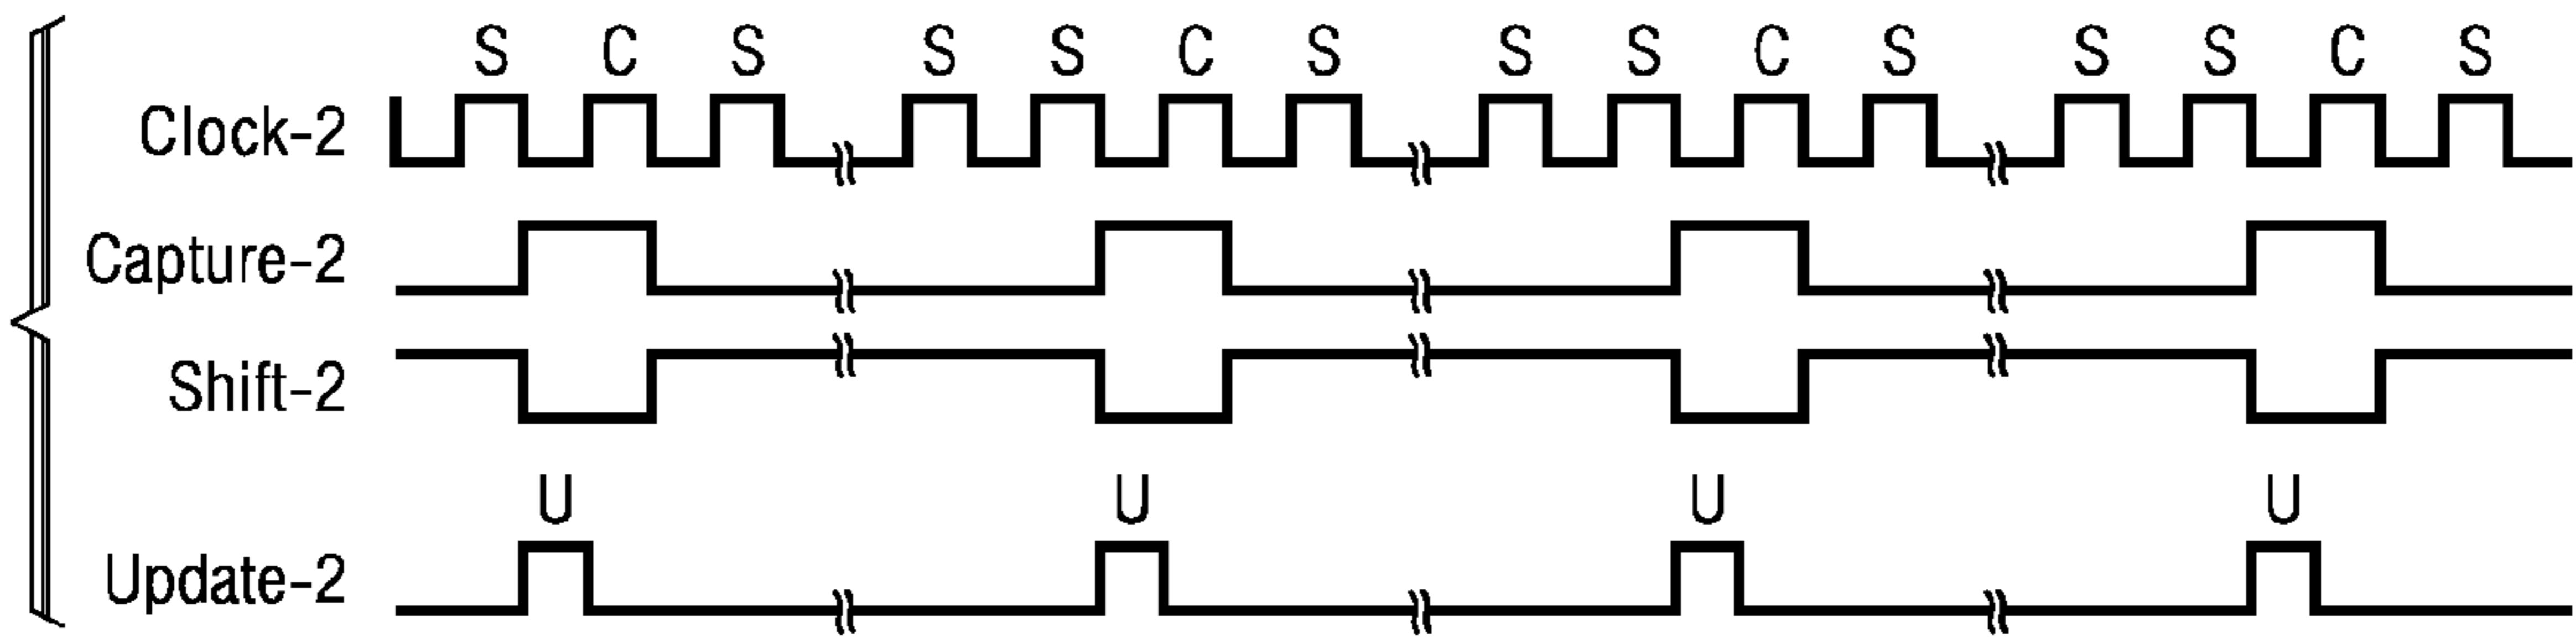 S C S S S C S S S C S S S C S
Clock-2
Capture-2
Shift-2
U U U U
Update-2